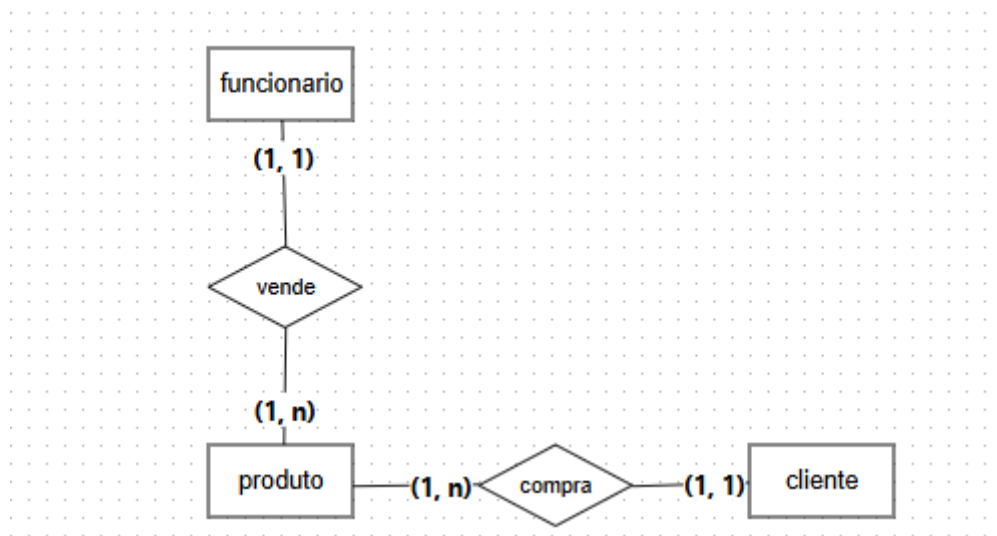 funcionario
(1, 1)
vende
(1, n)
produto
(1, n)
compra
(1, 1)
cliente